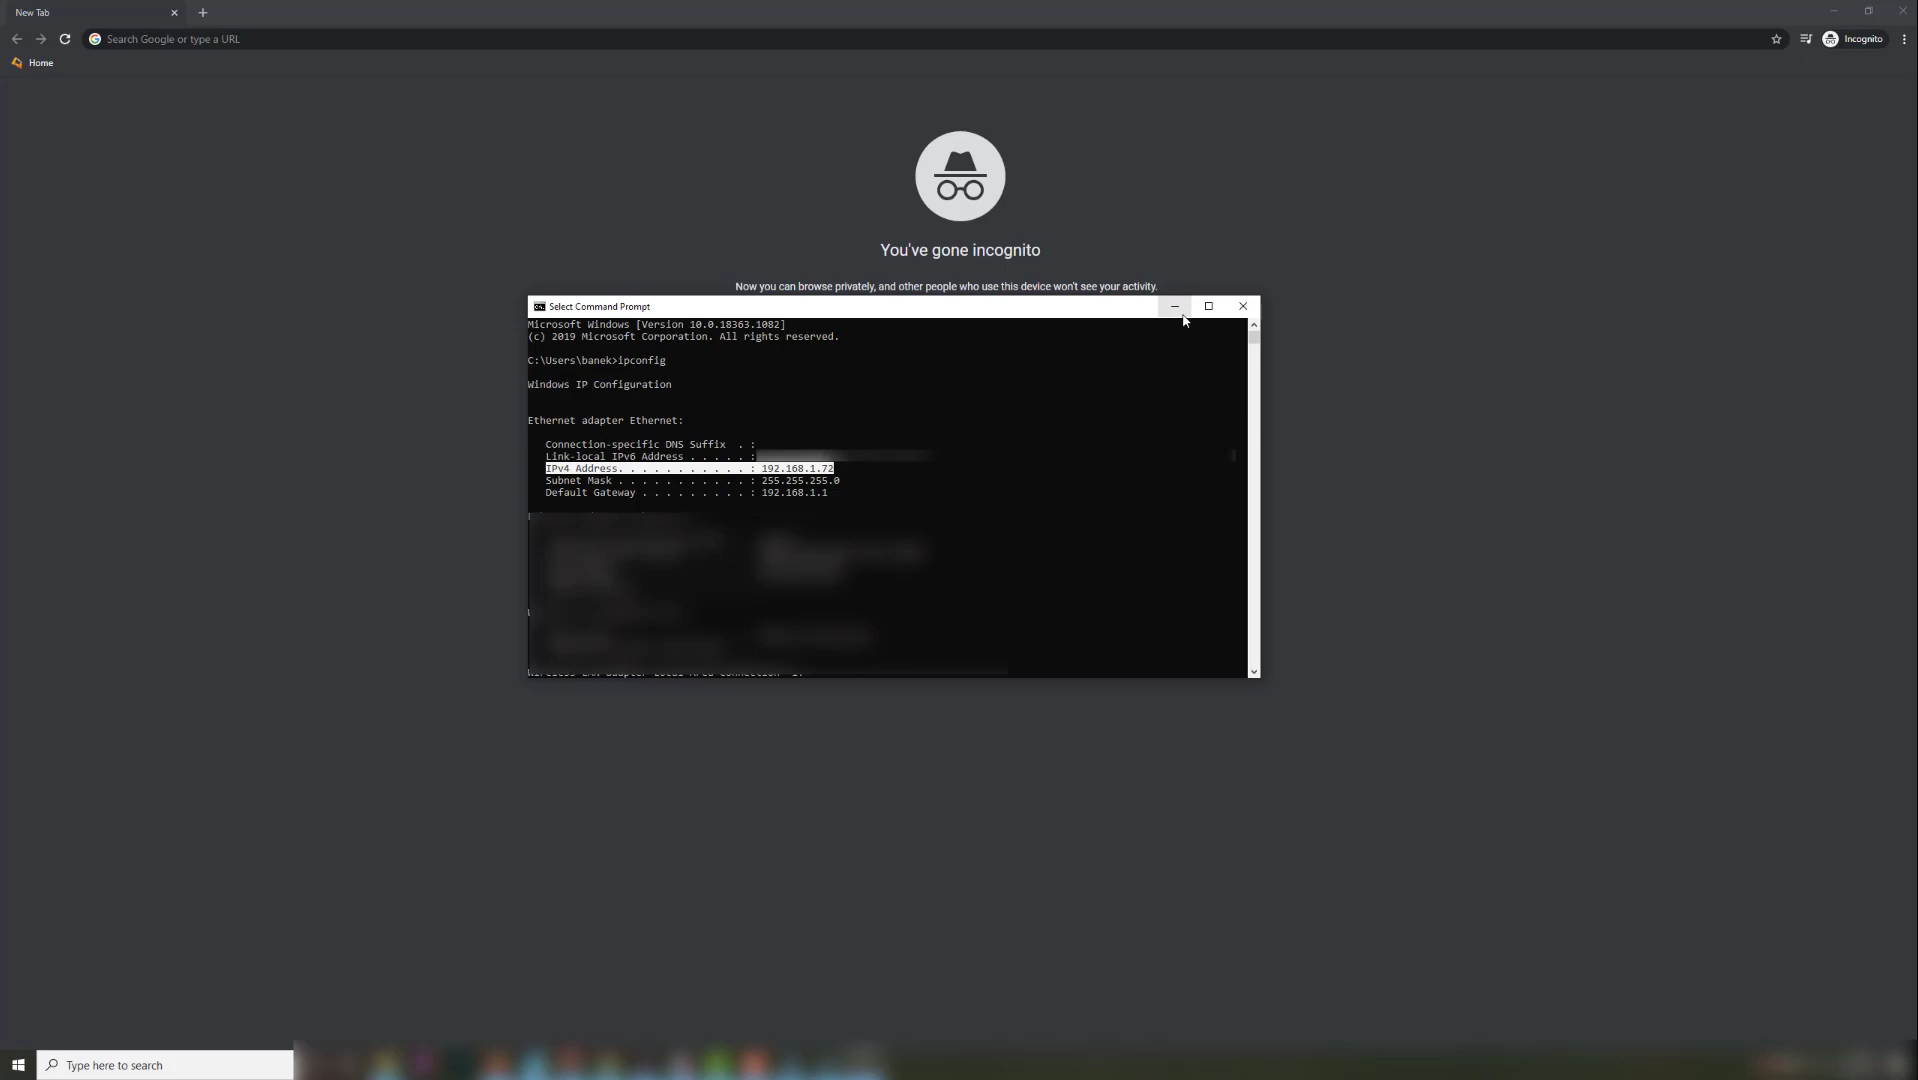 New Tab
Search Google or type a URL
Incognito
Home
You've gone incognito
Now you can browse privately, and other people who use this device won't see your activity.
Select Command Prompt
Microsoft Windows [Version 10.0.18363.1082]
(c) 2019 Microsoft Corporation. All rights reserved.
C:\Users\banek>ipconfig
Windows IP Configuration
Ethernet adapter Ethernet:
Connection-specific DNS Suffix . :
Link-local IPv6 Address . . . . . :
IPv4 Address. . . . . . . . . . . : 192.168.1.72
Subnet Mask . . . . . . . . . . . : 255.255.255.0
Default Gateway . . . . . . . . . : 192.168.1.1
Type here to search